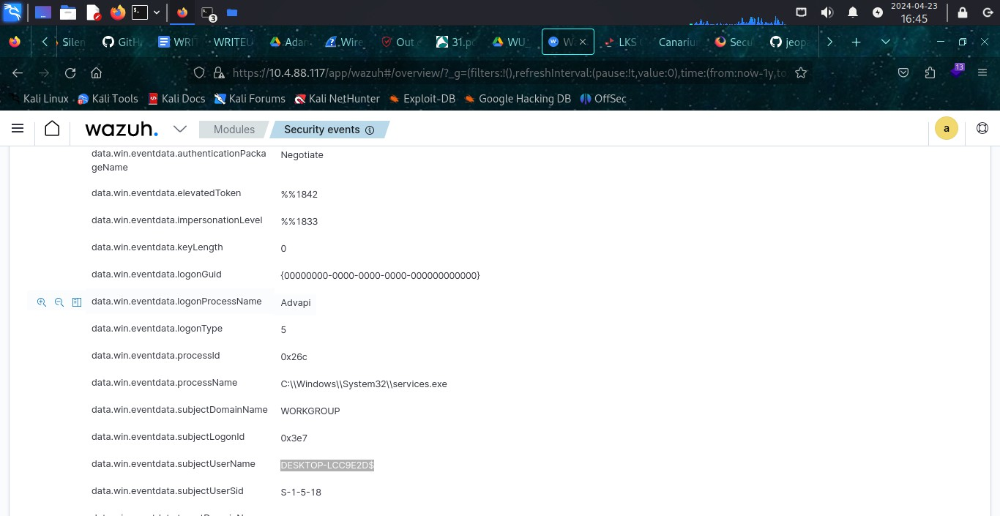 2024-04-23
16:45
3
Silen GitH WRIT WRITEU Adar Wire Out 31.p WU_ W LKS Canariu Secu jeop
https://10.4.88.117/app/wazuh#/overview/?_g=(filters:!(),refreshInterval:(pause:!t,value:0),time:(from:now-1y,to
13
Kali Linux Kali Tools Kali Docs Kali Forums Kali NetHunter Exploit-DB Google Hacking DB OffSec
wazuh. Modules Security events a
data.win.eventdata.authenticationPacka
geName Negotiate
data.win.eventdata.elevatedToken %%1842
data.win.eventdata.impersonationLevel %%1833
data.win.eventdata.keyLength 0
data.win.eventdata.logonGuid {00000000-0000-0000-0000-000000000000}
data.win.eventdata.logonProcessName Advapi
data.win.eventdata.logonType 5
data.win.eventdata.processId 0x26c
data.win.eventdata.processName C:\\Windows\\System32\\services.exe
data.win.eventdata.subjectDomainName WORKGROUP
data.win.eventdata.subjectLogonId 0x3e7
data.win.eventdata.subjectUserName DESKTOP-LCC9E2D$
data.win.eventdata.subjectUserSid S-1-5-18